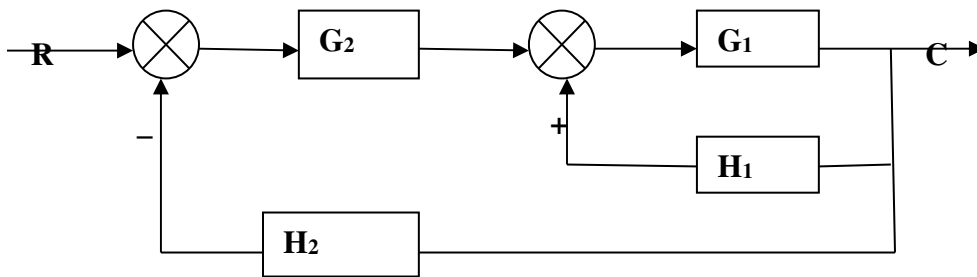 R
G₂
G₁
C
−
+
H₁
H₂